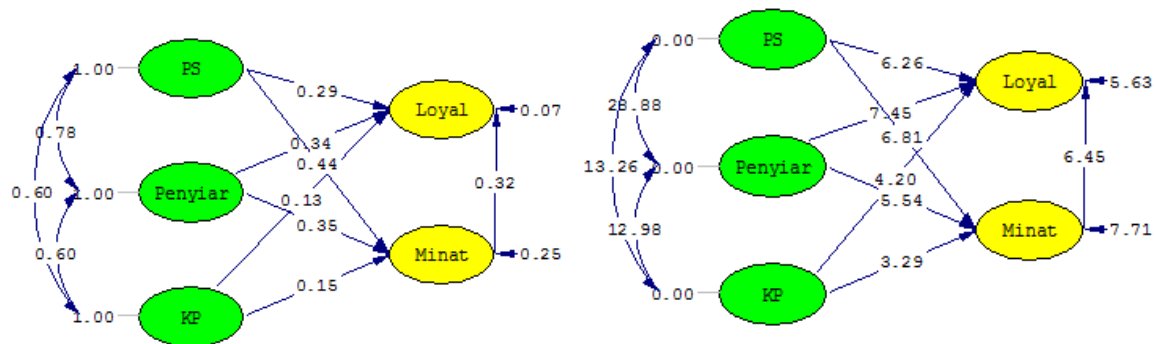 1.00 PS
0.29
Loyal 0.07
0.78
0.34
0.44
0.60 1.00 Penyiar 0.13 0.32
0.35
0.60 Minat 0.25
0.15
1.00 KP
0.00 PS
6.26
Loyal 5.63
28.88 7.45
6.81
13.26 0.00 Penyiar 4.20 6.45
5.54
12.98 Minat 7.71
3.29
0.00 KP